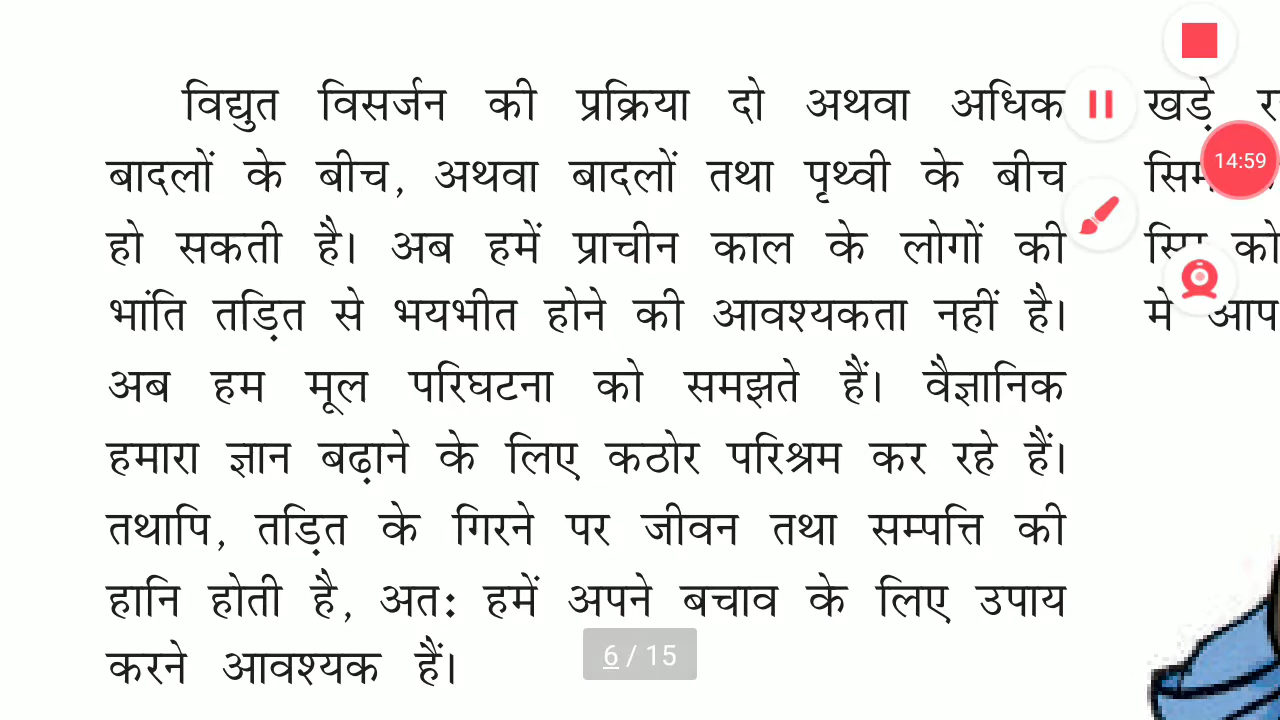 विद्युत विसर्जन की प्रक्रिया दो अथवा अधिक
बादलों के बीच, अथवा बादलों तथा पृथ्वी के बीच
हो सकती है। अब हमें प्राचीन काल के लोगों की
भांति तड़ित से भयभीत होने की आवश्यकता नहीं है।
अब हम मूल परिघटना को समझते हैं। वैज्ञानिक
हमारा ज्ञान बढ़ाने के लिए कठोर परिश्रम कर रहे हैं।
तथापि, तड़ित के गिरने पर जीवन तथा सम्पत्ति की
हानि होती है, अतः हमें अपने बचाव के लिए उपाय
करने आवश्यक हैं।
खड़े
को
14:59
6 / 15